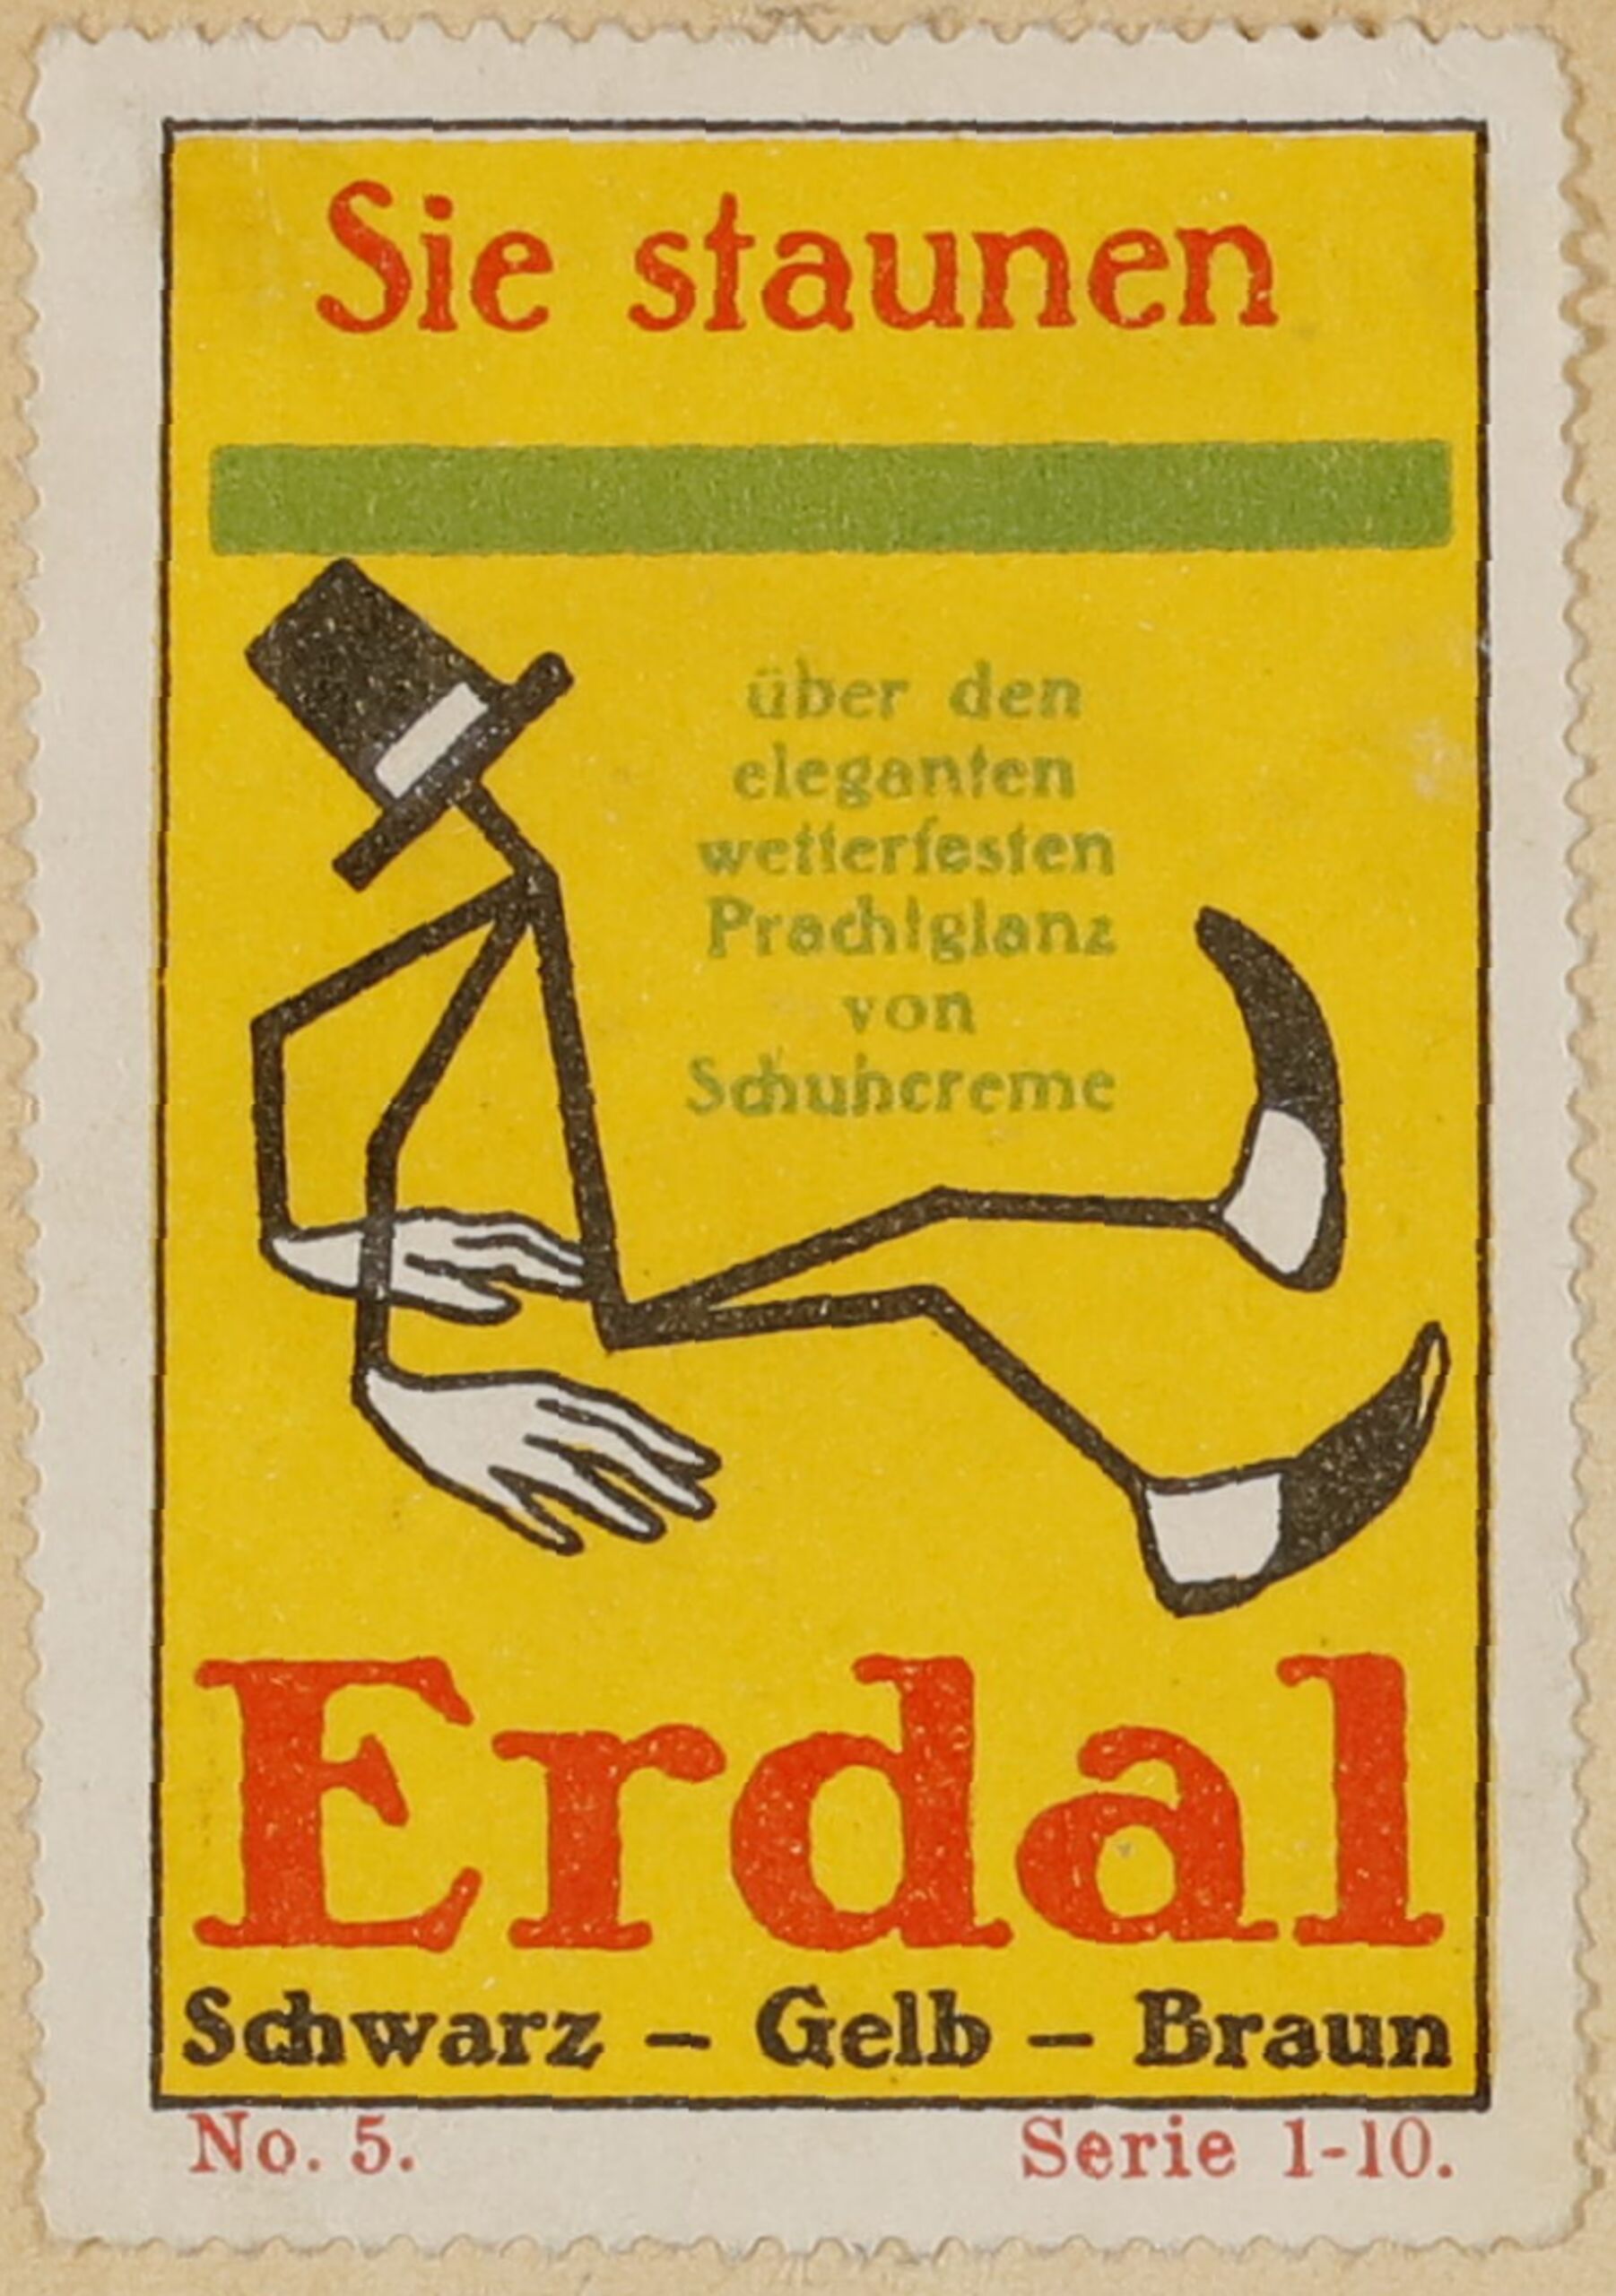 Sie staunen
über den
eleganten
wetterfesten
Prachtglanz
von
Schuhcreme
Erdal
Schwarz – Gelb – Braun
No. 5.
Serie 1-10.